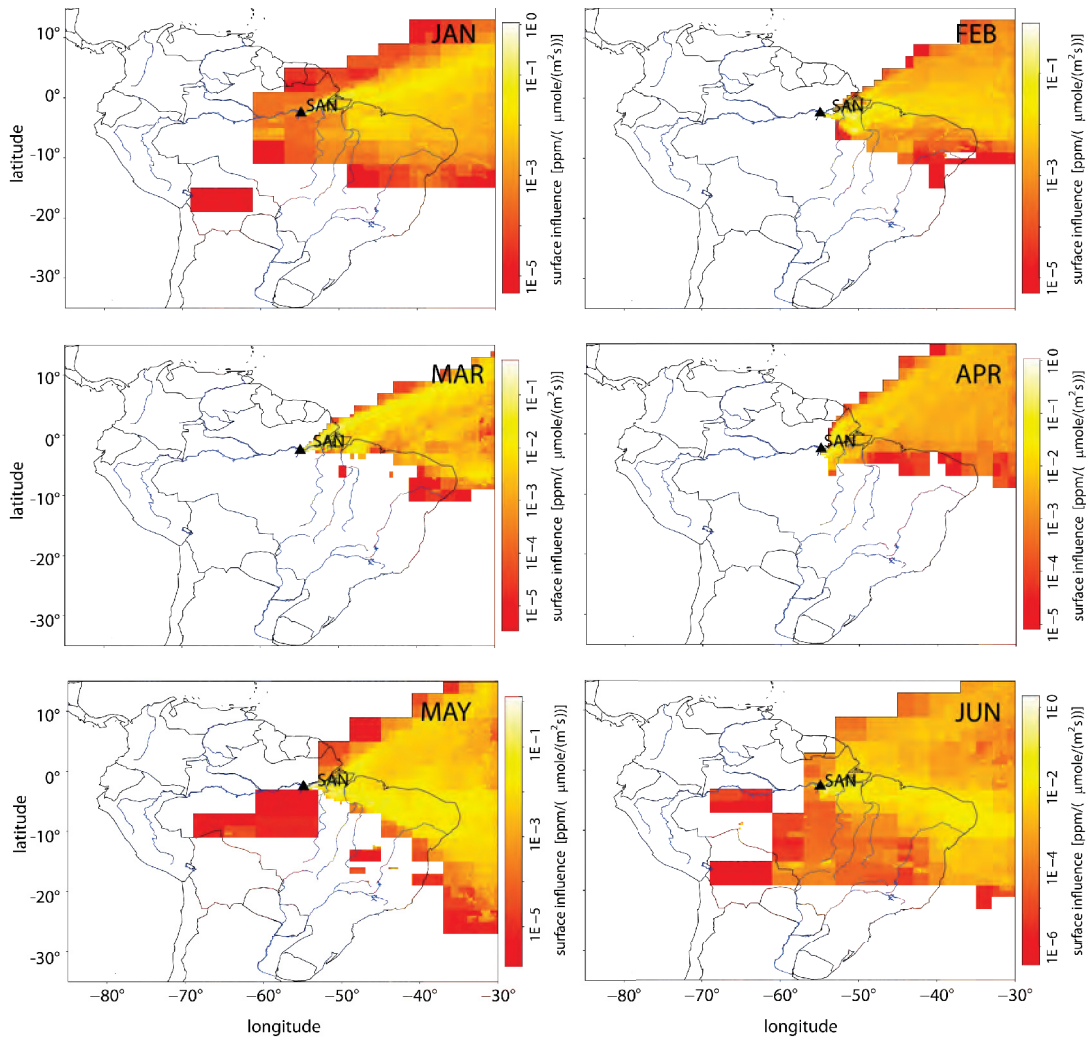 JAN
SAN
10°
0°
-10°
-20°
-30°
latitude
1E0
1E-1
1E-3
1E-5
surface influence [ppm/( μmole/(m²s))]
FEB
SAN
1E-1
1E-3
1E-5
surface influence [ppm/( μmole/(m²s))]
MAR
SAN
10°
0°
-10°
-20°
-30°
latitude
1E-1
1E-2
1E-3
1E-4
1E-5
surface influence [ppm/( μmole/(m²s))]
APR
SAN
1E0
1E-1
1E-2
1E-3
1E-4
1E-5
surface influence [ppm/( μmole/(m²s))]
MAY
SAN
10°
0°
-10°
-20°
-30°
latitude
−80°
−70°
−60°
−50°
−40°
−30°
longitude
1E-1
1E-3
1E-5
surface influence [ppm/( μmole/(m²s))]
JUN
SAN
−80°
−70°
−60°
−50°
−40°
−30°
longitude
1E0
1E-2
1E-4
1E-6
surface influence [ppm/( μmole/(m²s))]